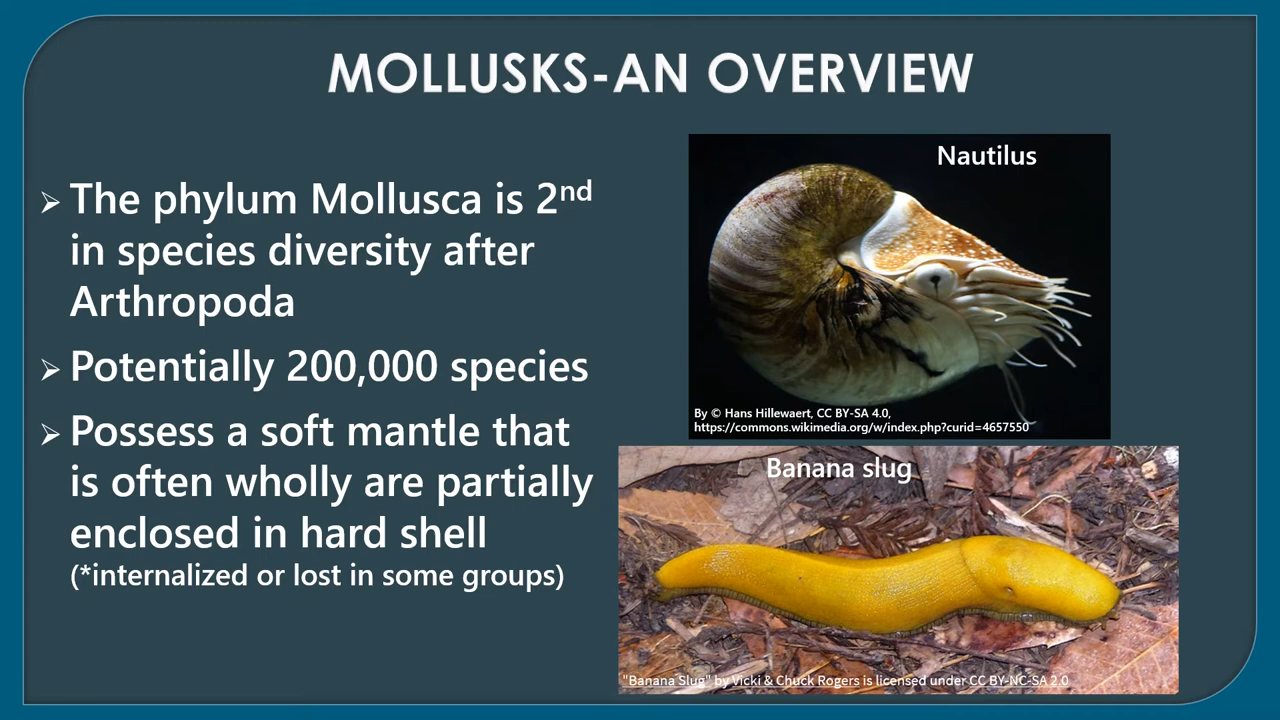 MOLLUSKS-AN OVERVIEW
➢ The phylum Mollusca is 2nd
in species diversity after
Arthropoda
➢ Potentially 200,000 species
➢ Possess a soft mantle that
is often wholly are partially
enclosed in hard shell
(*internalized or lost in some groups)
Nautilus
By © Hans Hillewaert, CC BY-SA 4.0,
https://commons.wikimedia.org/w/index.php?curid=4657550
Banana slug
"Banana Slug" by Vicki & Chuck Rogers is licensed under CC BY-NC-SA 2.0